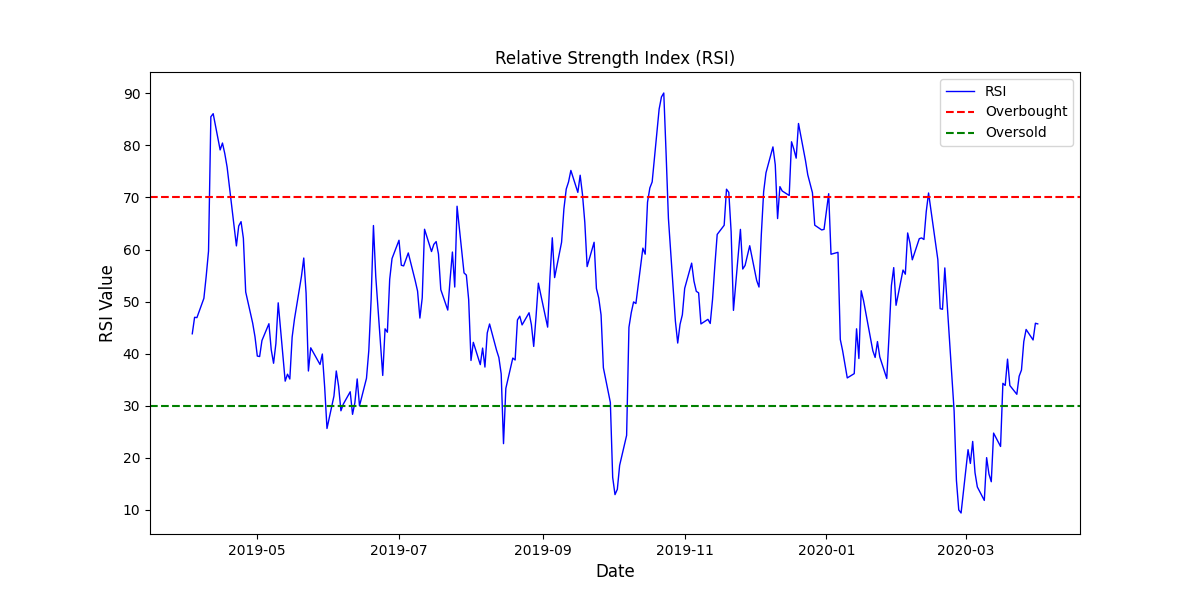 Relative Strength Index (RSI)
RSI
Overbought
Oversold
90
80
70
60
50
40
30
20
10
RSI Value
2019-05
2019-07
2019-09
2019-11
2020-01
2020-03
Date